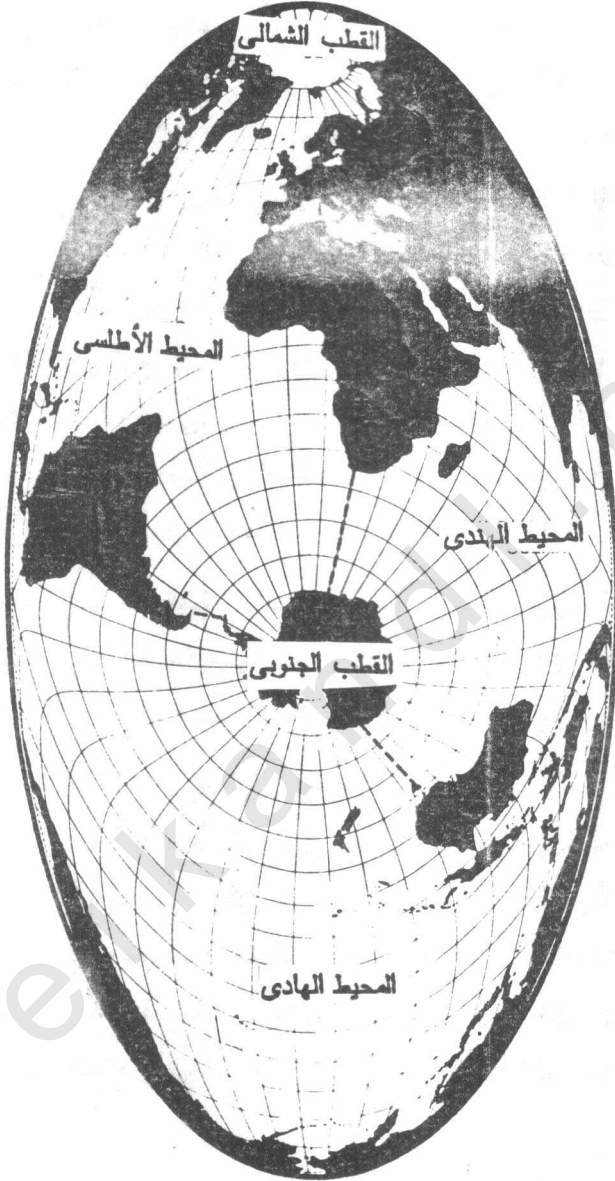 القطب الشمالى
المحيط الأطلسى
المحيط الهندى
القطب الجنوبى
المحيط الهادى